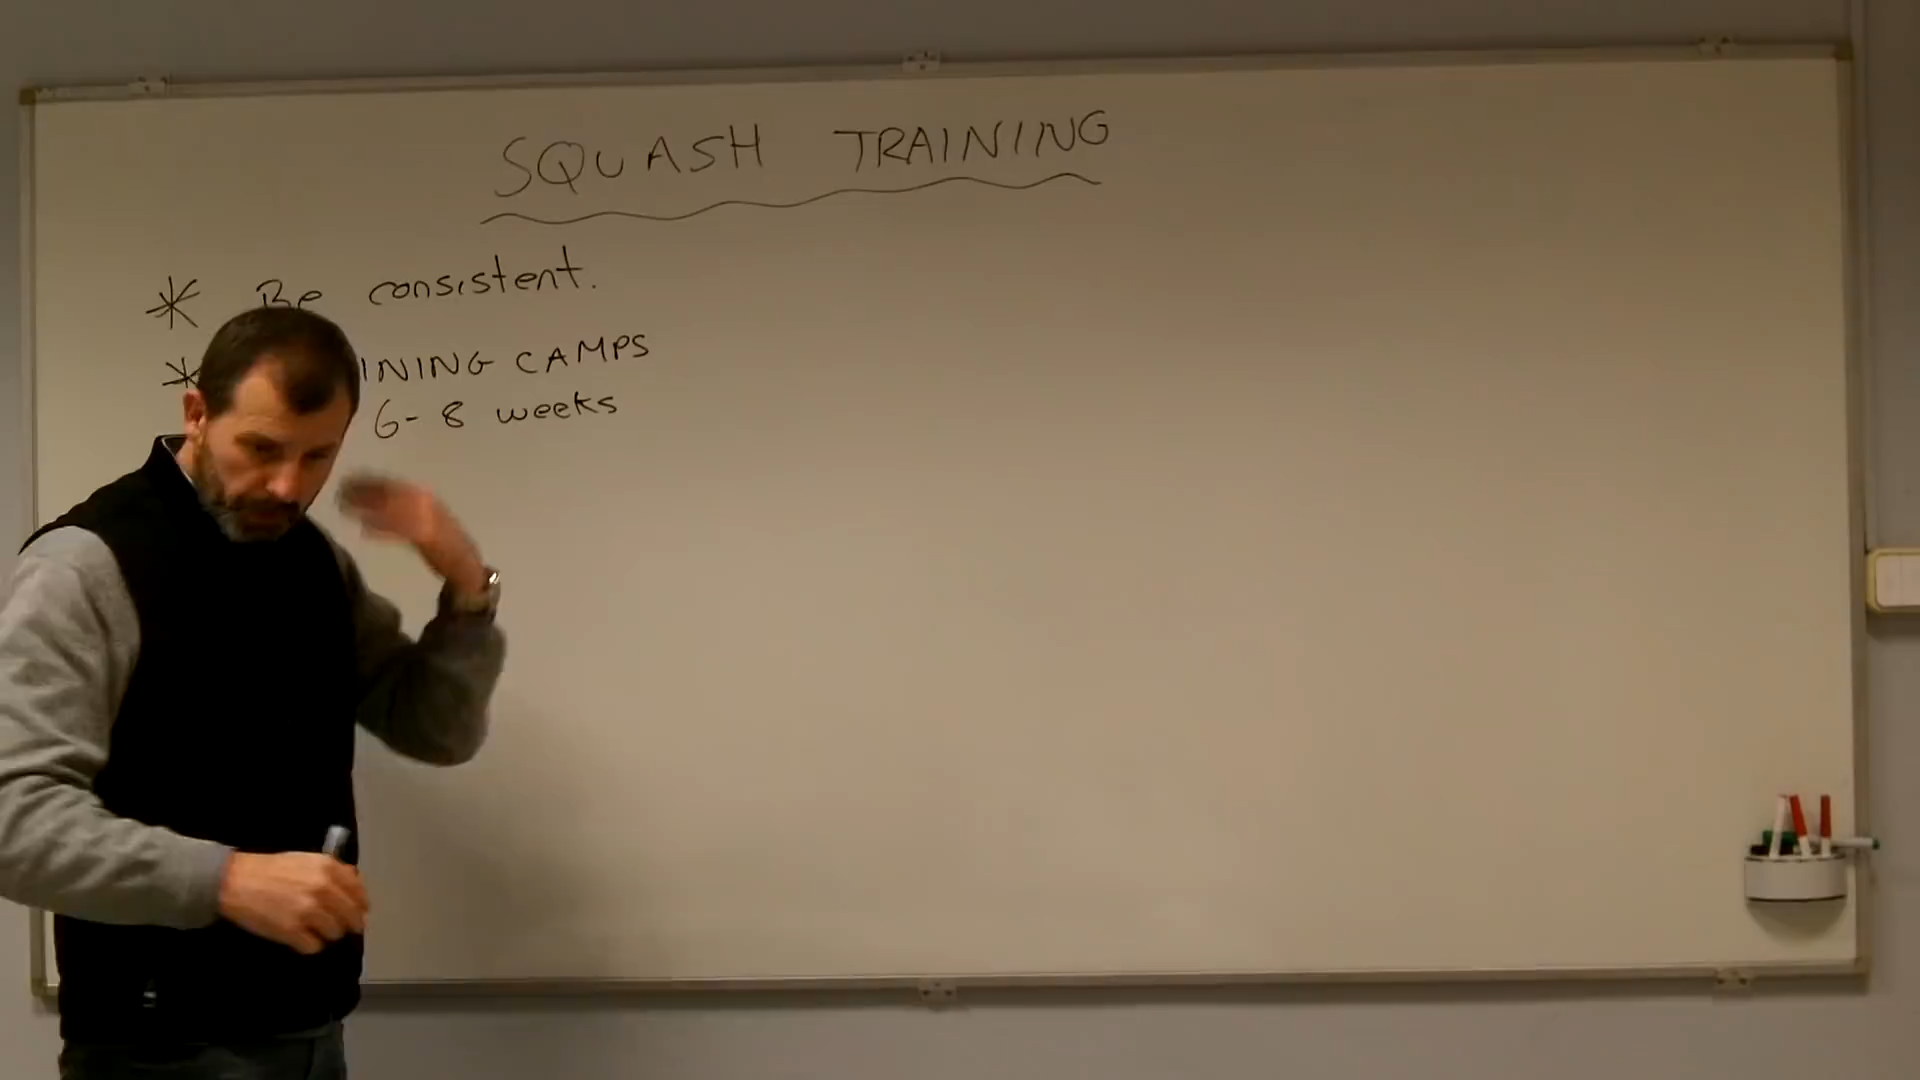 SQUASH TRAINING
* Be consistent.
* INING CAMPS
6-8 weeks